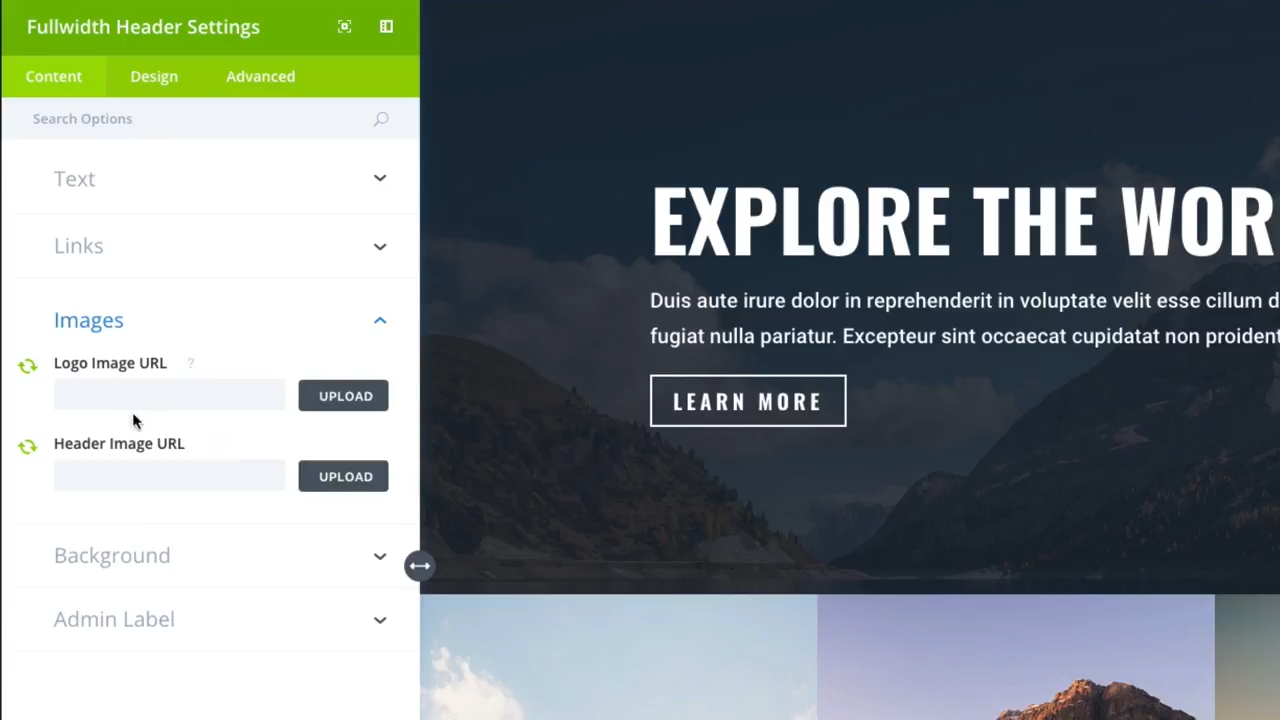 Fullwidth Header Settings
Content Design Advanced
Search Options
Text
Links
Images
Logo Image URL ?
UPLOAD
Header Image URL
UPLOAD
Background
Admin Label
EXPLORE THE WOR
Duis aute irure dolor in reprehenderit in voluptate velit esse cillum d
fugiat nulla pariatur. Excepteur sint occaecat cupidatat non proident
LEARN MORE